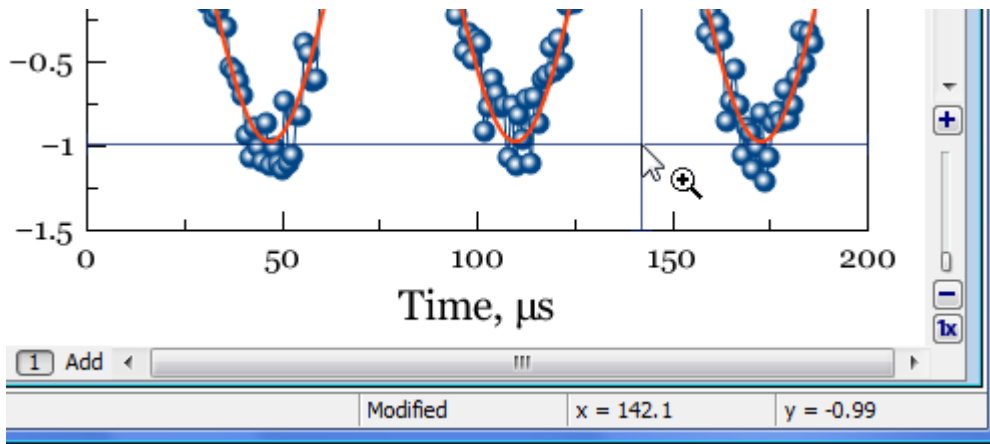 −0.5
−1
−1.5
0 50 100 150 200
Time, μs
1 Add
1x
Modified x = 142.1 y = -0.99